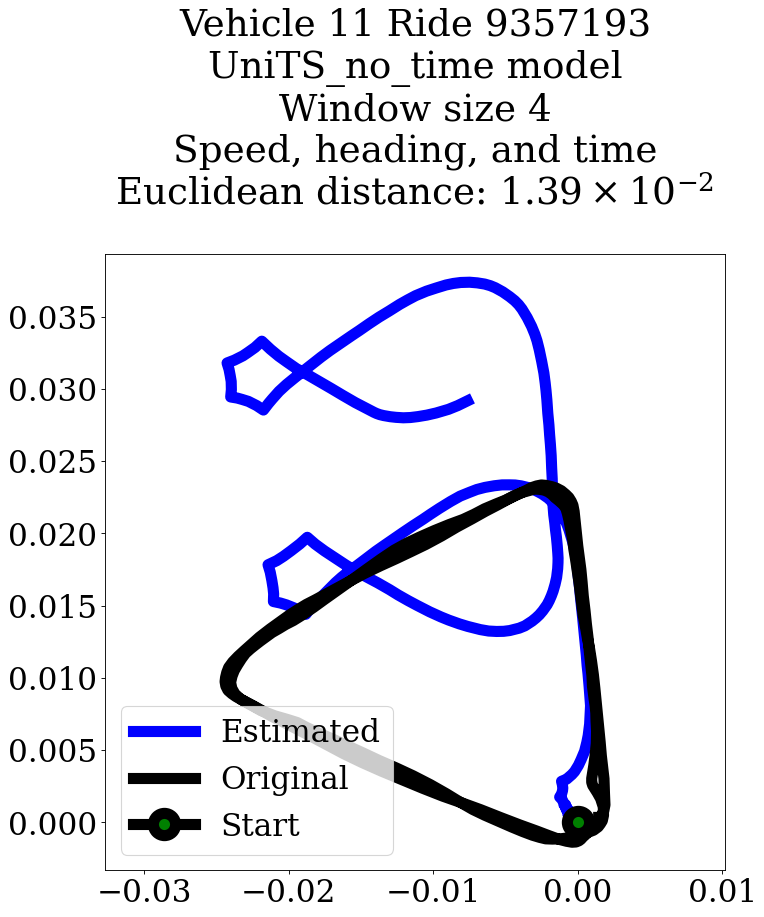 Vehicle 11 Ride 9357193
UniTS_no_time model
Window size 4
Speed, heading, and time
Euclidean distance: 1.39 × 10⁻²
0.035
0.030
0.025
0.020
0.015
0.010
0.005
0.000
Estimated
Original
Start
−0.03 −0.02 −0.01 0.00 0.01